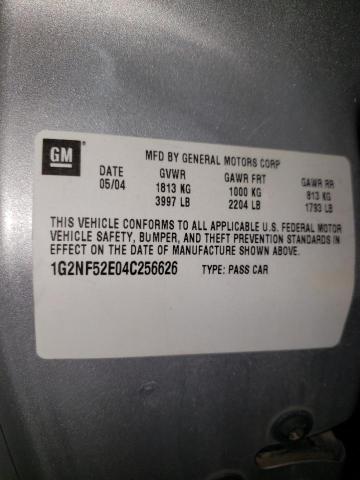 GM
MFD BY GENERAL MOTORS CORP
DATE GVWR GAWR FRT GAWR RR
05/04 1813 KG 1000 KG 813 KG
3997 LB 2204 LB 1793 LB
THIS VEHICLE CONFORMS TO ALL APPLICABLE U.S. FEDERAL MOTOR
VEHICLE SAFETY, BUMPER, AND THEFT PREVENTION STANDARDS IN
EFFECT ON THE DATE OF MANUFACTURE SHOWN ABOVE.
1G2NF52E04C256626 TYPE: PASS CAR